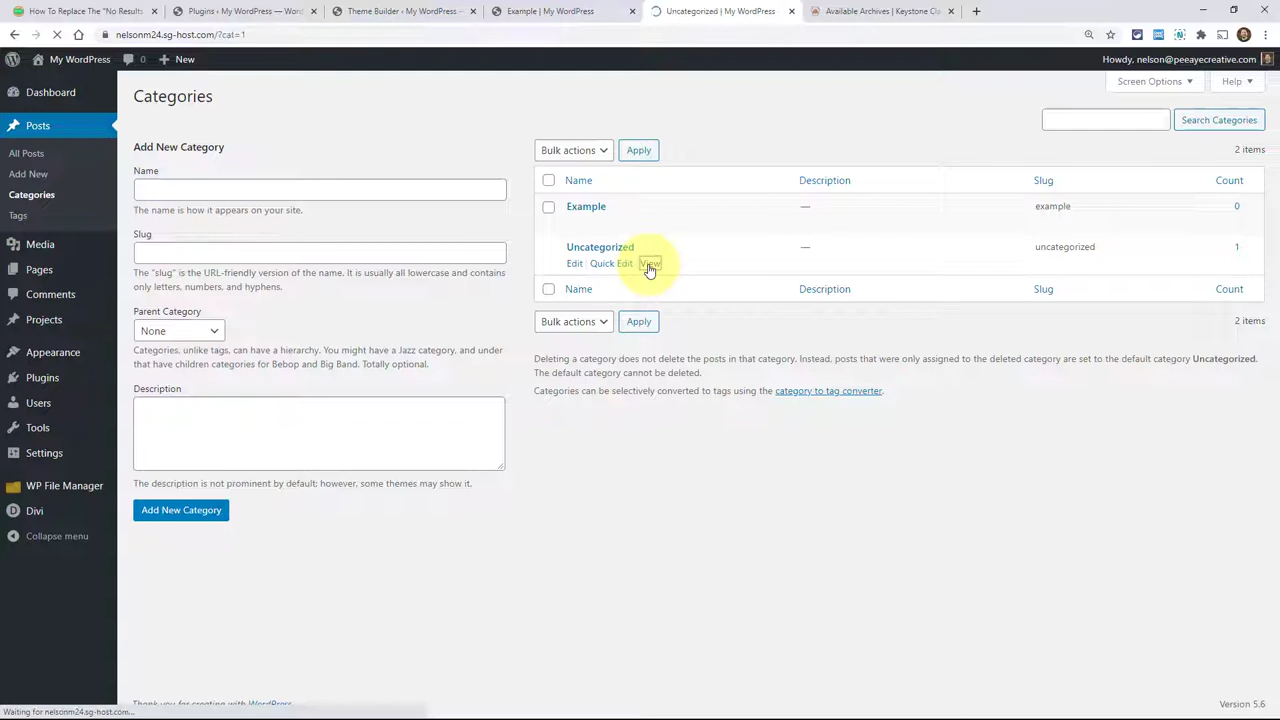 How To Replace The "No Results
Plugins ‹ My WordPress — Word
Theme Builder ‹ My WordPress —
Example | My WordPress
Uncategorized | My WordPress
Available Archives | Keystone Cl
nelsonm24.sg-host.com/?cat=1
My WordPress
0
New
Howdy, nelson@peeayecreative.com
Dashboard
Posts
All Posts
Add New
Categories
Tags
Media
Pages
Comments
Projects
Appearance
Plugins
Users
Tools
Settings
WP File Manager
Divi
Collapse menu
Screen Options
Help
Categories
Search Categories
Add New Category
Name
The name is how it appears on your site.
Slug
The "slug" is the URL-friendly version of the name. It is usually all lowercase and contains
only letters, numbers, and hyphens.
Parent Category
None
Categories, unlike tags, can have a hierarchy. You might have a Jazz category, and under
that have children categories for Bebop and Big Band. Totally optional.
Description
The description is not prominent by default; however, some themes may show it.
Add New Category
Bulk actions
Apply
2 items
Name Description Slug Count
Example — example 0
Uncategorized — uncategorized 1
Edit Quick Edit View
Name Description Slug Count
Bulk actions
Apply
2 items
Deleting a category does not delete the posts in that category. Instead, posts that were only assigned to the deleted category are set to the default category Uncategorized.
The default category cannot be deleted.
Categories can be selectively converted to tags using the category to tag converter.
Thank you for creating with WordPress.
Version 5.6
Waiting for nelsonm24.sg-host.com...